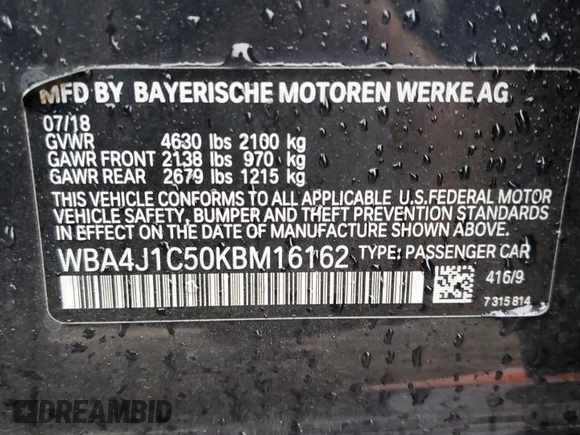 MFD BY BAYERISCHE MOTOREN WERKE AG
07/18
GVWR 4630 lbs 2100 kg
GAWR FRONT 2138 lbs 970 kg
GAWR REAR 2679 lbs 1215 kg
THIS VEHICLE CONFORMS TO ALL APPLICABLE U.S.FEDERAL MOTOR
VEHICLE SAFETY, BUMPER AND THEFT PREVENTION STANDARDS
IN EFFECT ON THE DATE OF MANUFACTURE SHOWN ABOVE.
WBA4J1C50KBM16162 TYPE: PASSENGER CAR
416/9
7 315 814
DREAMBID